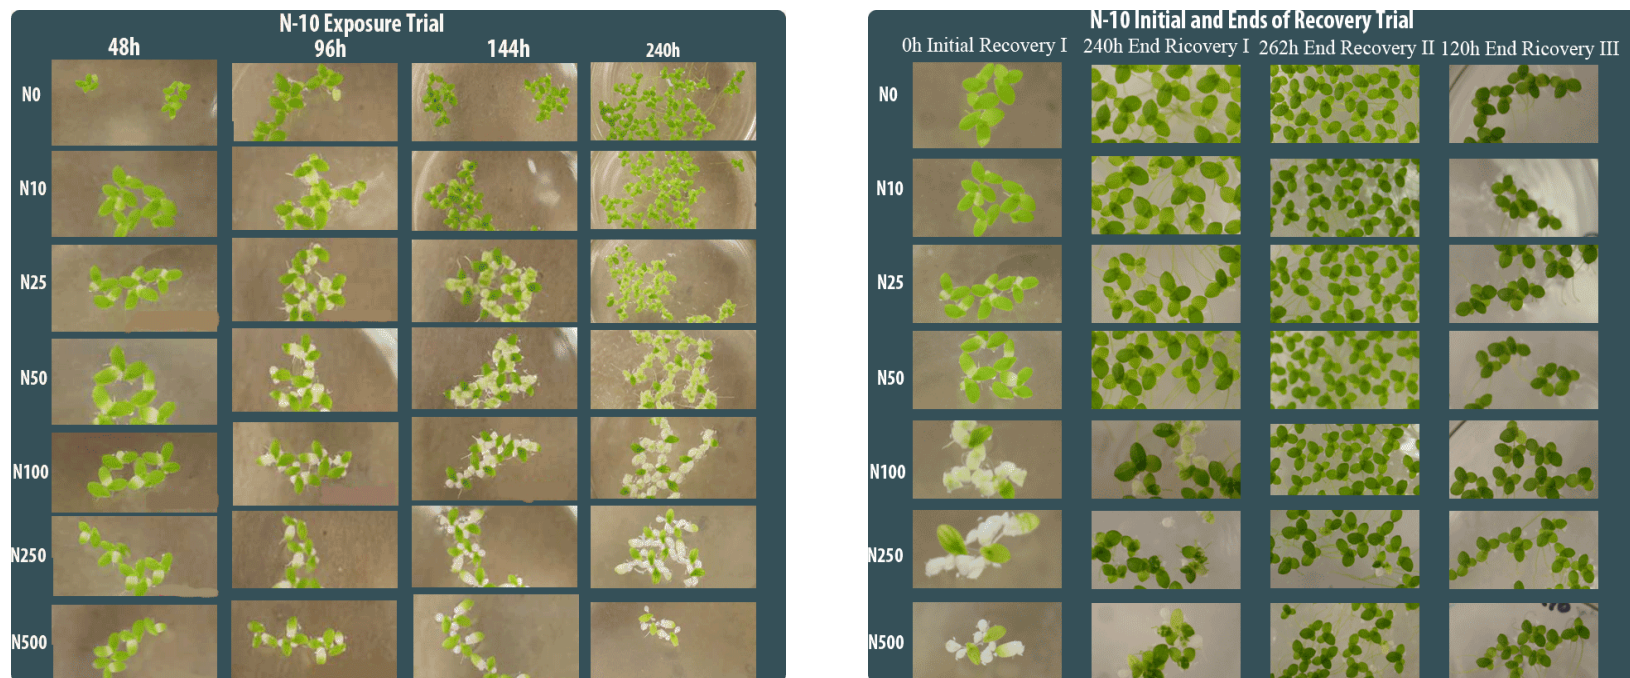 N-10 Exposure Trial
48h 96h 144h 240h
N0
N10
N25
N50
N100
N250
N500
N-10 Initial and Ends of Recovery Trial
0h Initial Recovery I 240h End Ricovery I 262h End Recovery II 120h End Ricovery III
N0
N10
N25
N50
N100
N250
N500